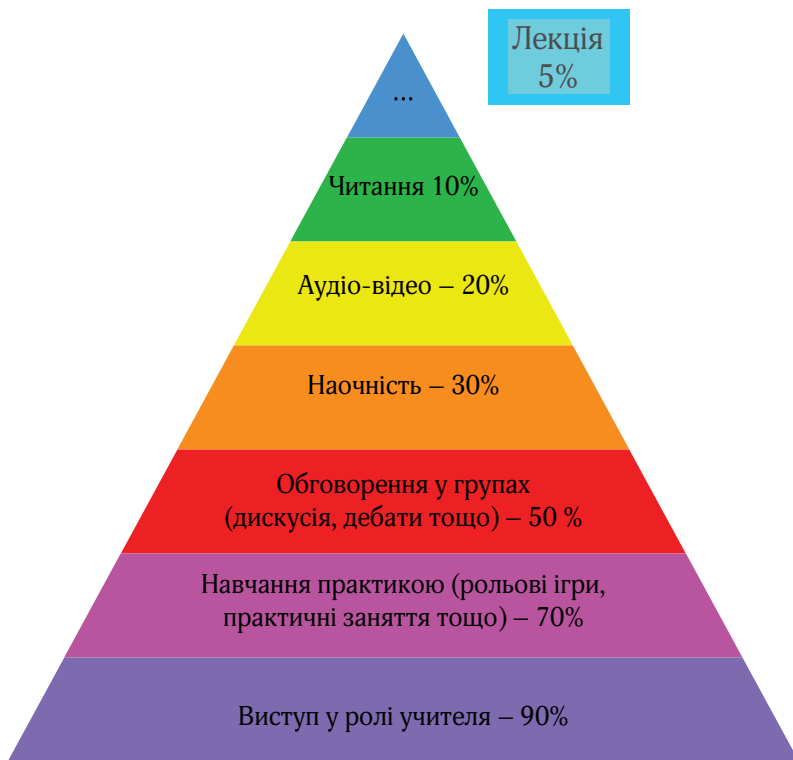 Лекція
5%
...
Читання 10%
Аудіо-відео – 20%
Наочність – 30%
Обговорення у групах
(дискусія, дебати тощо) – 50 %
Навчання практикою (рольові ігри,
практичні заняття тощо) – 70%
Виступ у ролі учителя – 90%